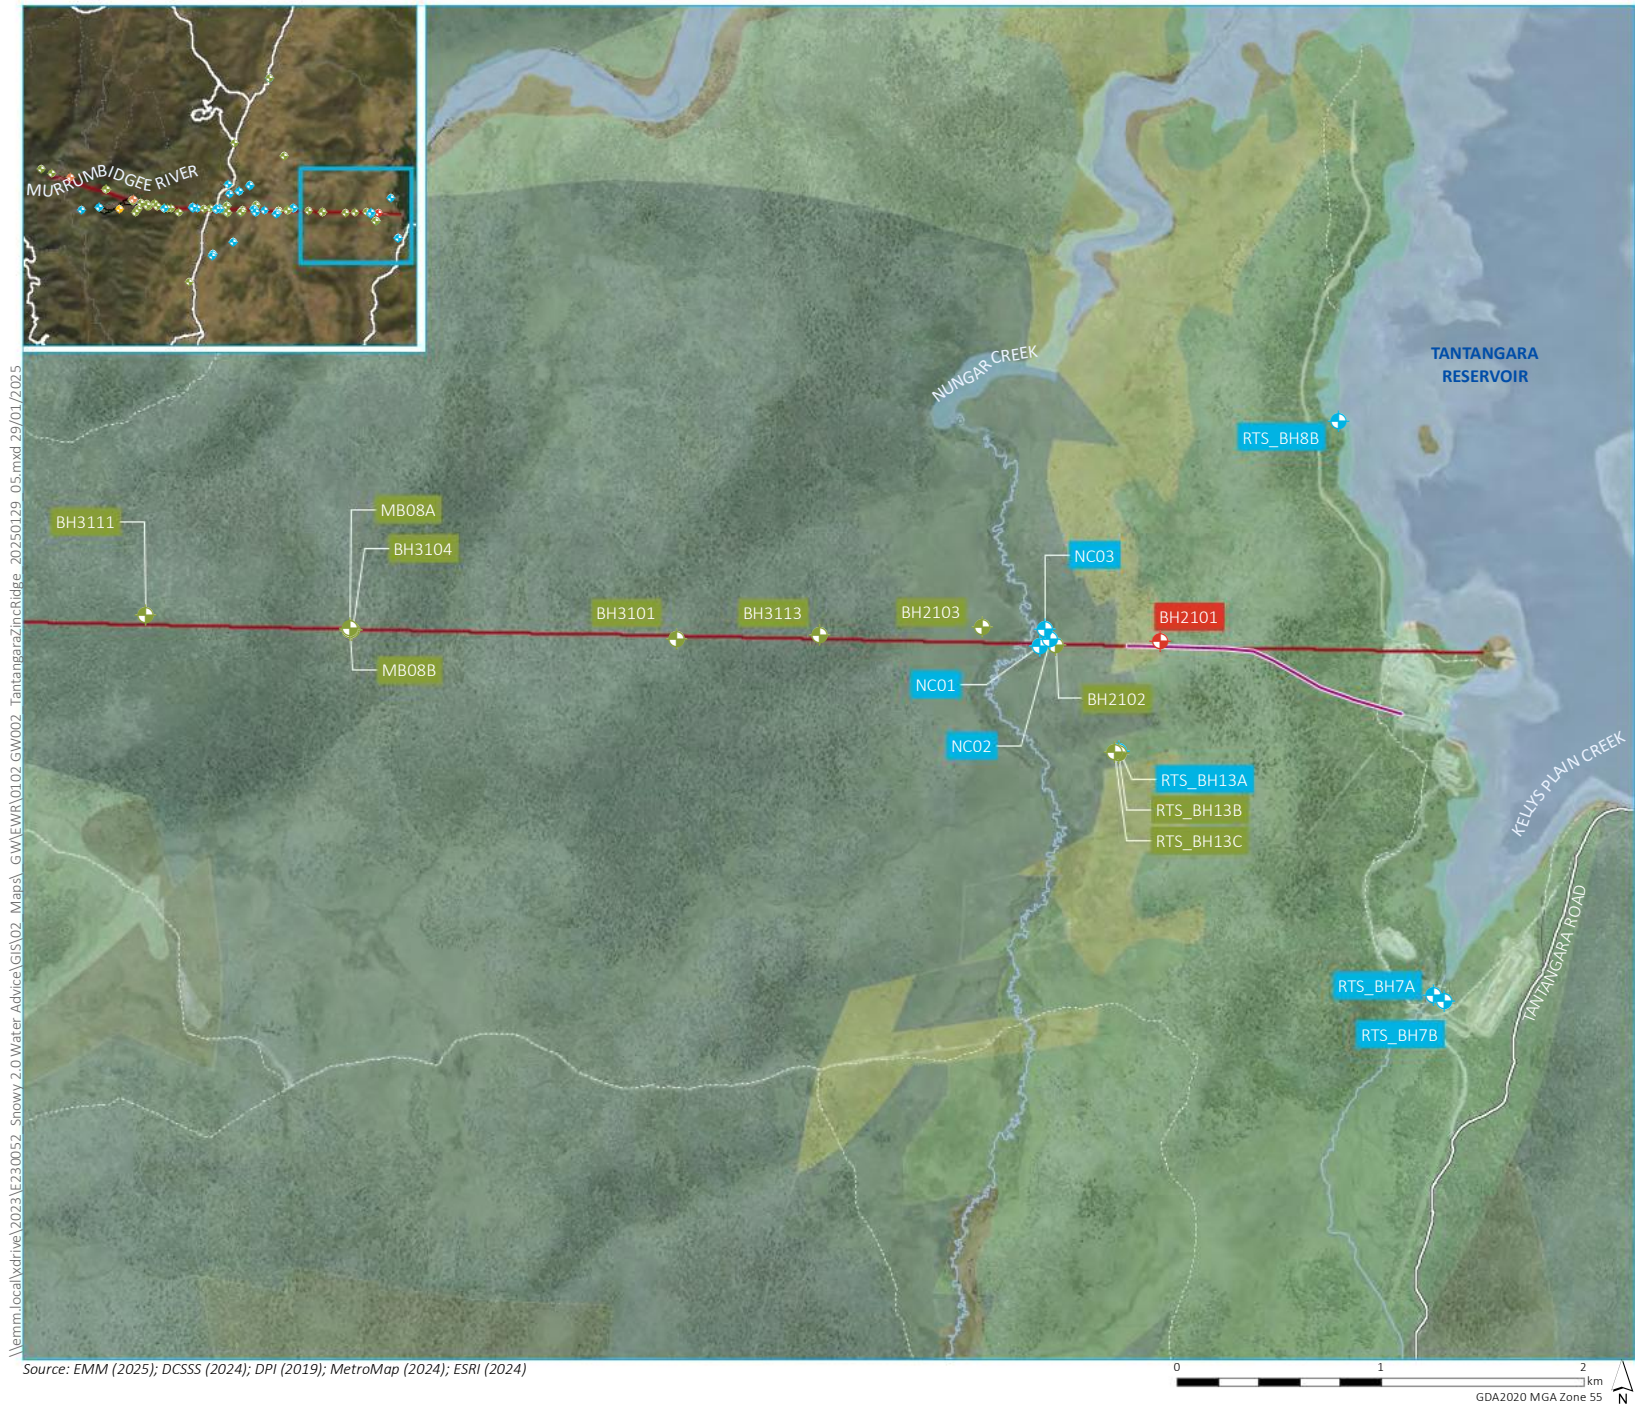 MURRUMBIDGEE RIVER
NUNGAR CREEK
TANTANGARA
RESERVOIR
RTS_BH8B
BH3111
MB08A
BH3104
NC03
BH3101
BH3113
BH2103
BH2101
MB08B
NC01
BH2102
NC02
RTS_BH13A
RTS_BH13B
RTS_BH13C
KELLYS PLAIN CREEK
TANTANGARA ROAD
RTS_BH7A
RTS_BH7B
\\emm.local\xdrive\2023\E230052_Snowy 2.0 Water Advice\GIS\02_Maps\_GW\EWR\0102 GW002_TantangaraZincRidge_20250129_05.mxd 29/01/2025
Source: EMM (2025); DCSSS (2024); DPI (2019); MetroMap (2024); ESRI (2024)
0 1 2
km
GDA2020 MGA Zone 55
N